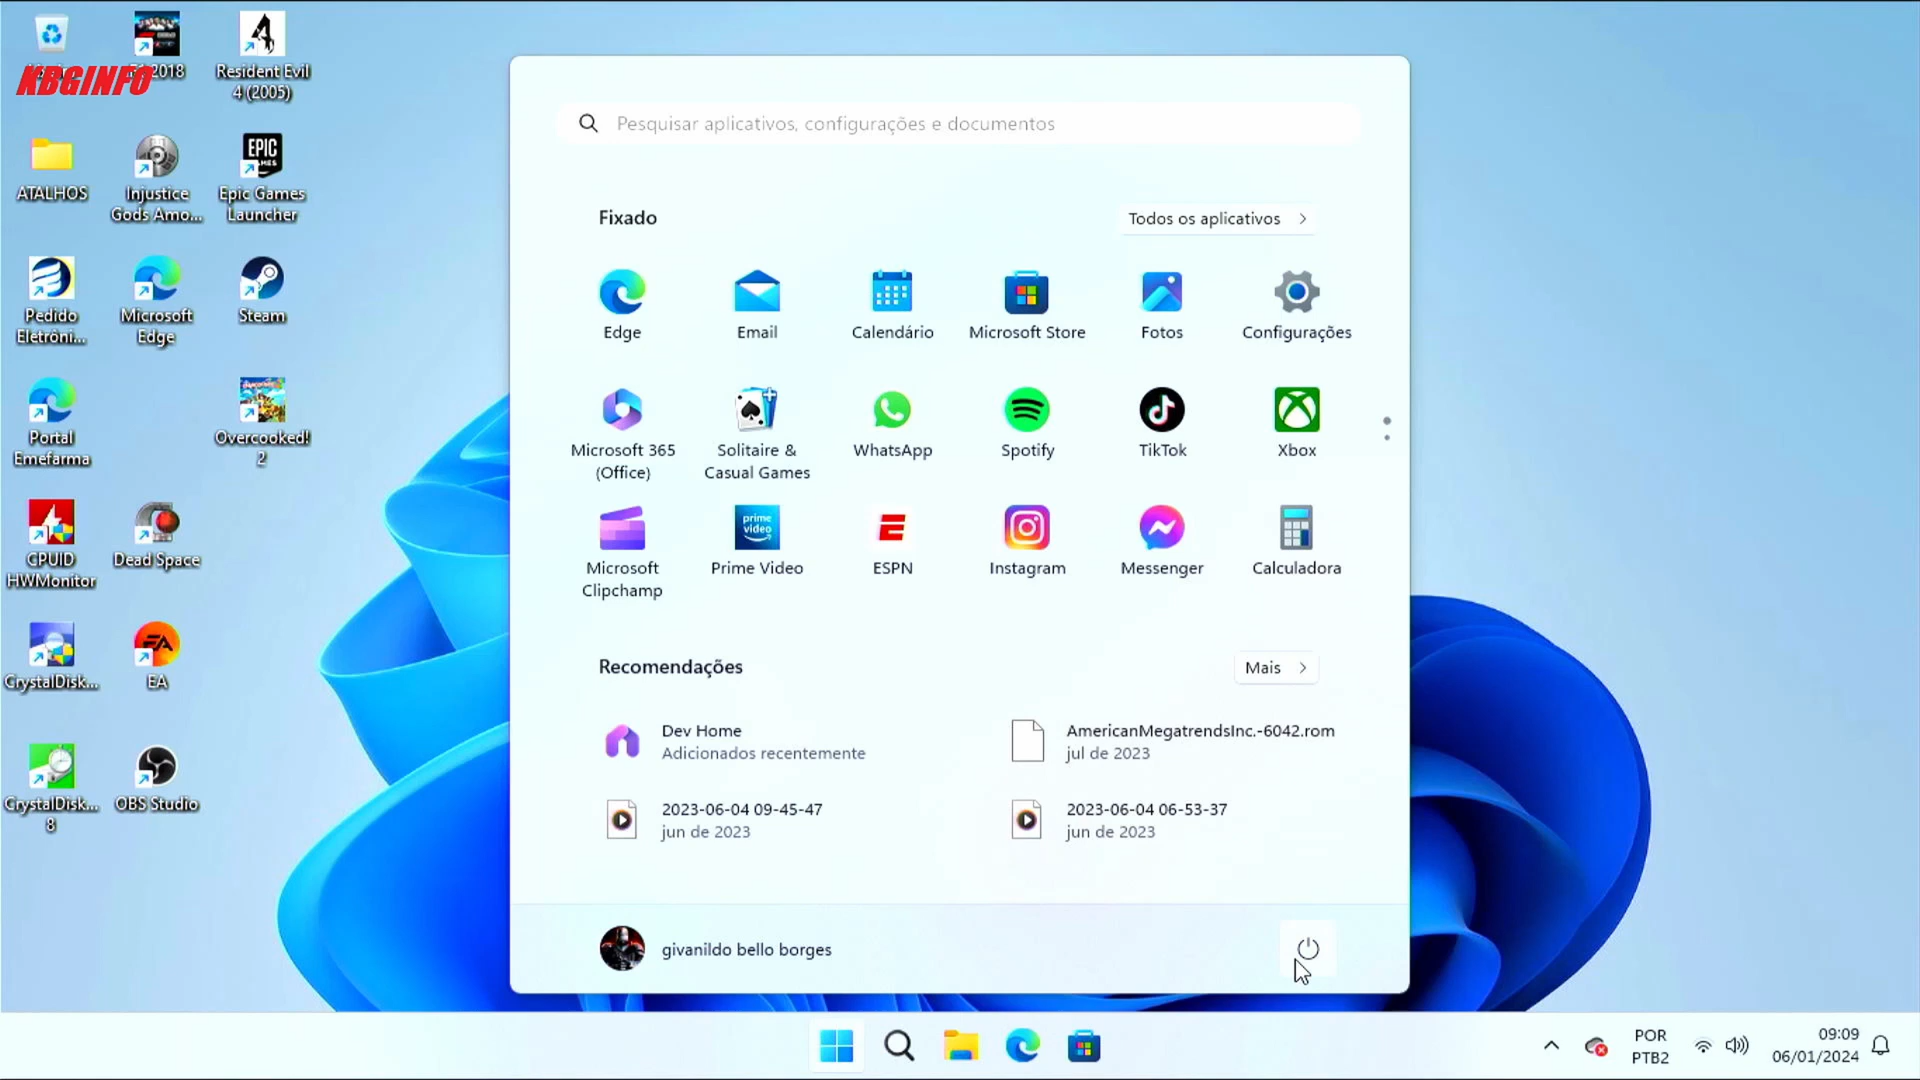 KBGINFO
2018
Resident Evil
4 (2005)
ATALHOS
Injustice
Gods Amo...
EPIC
GAMES
Epic Games
Launcher
Pedido
Eletrôni...
Microsoft
Edge
Steam
Portal
Emefarma
Overcooked!
2
CPUID
HWMonitor
Dead Space
CrystalDisk...
EA
EA
CrystalDisk...
8
OBS Studio
Pesquisar aplicativos, configurações e documentos
Fixado
Todos os aplicativos
Edge
Email
Calendário
Microsoft Store
Fotos
Configurações
Microsoft 365
(Office)
Solitaire &
Casual Games
WhatsApp
Spotify
TikTok
Xbox
Microsoft
Clipchamp
prime
video
Prime Video
E
ESPN
Instagram
Messenger
Calculadora
Recomendações
Mais
Dev Home
Adicionados recentemente
AmericanMegatrendsInc.-6042.rom
jul de 2023
2023-06-04 09-45-47
jun de 2023
2023-06-04 06-53-37
jun de 2023
givanildo bello borges
POR
PTB2
09:09
06/01/2024